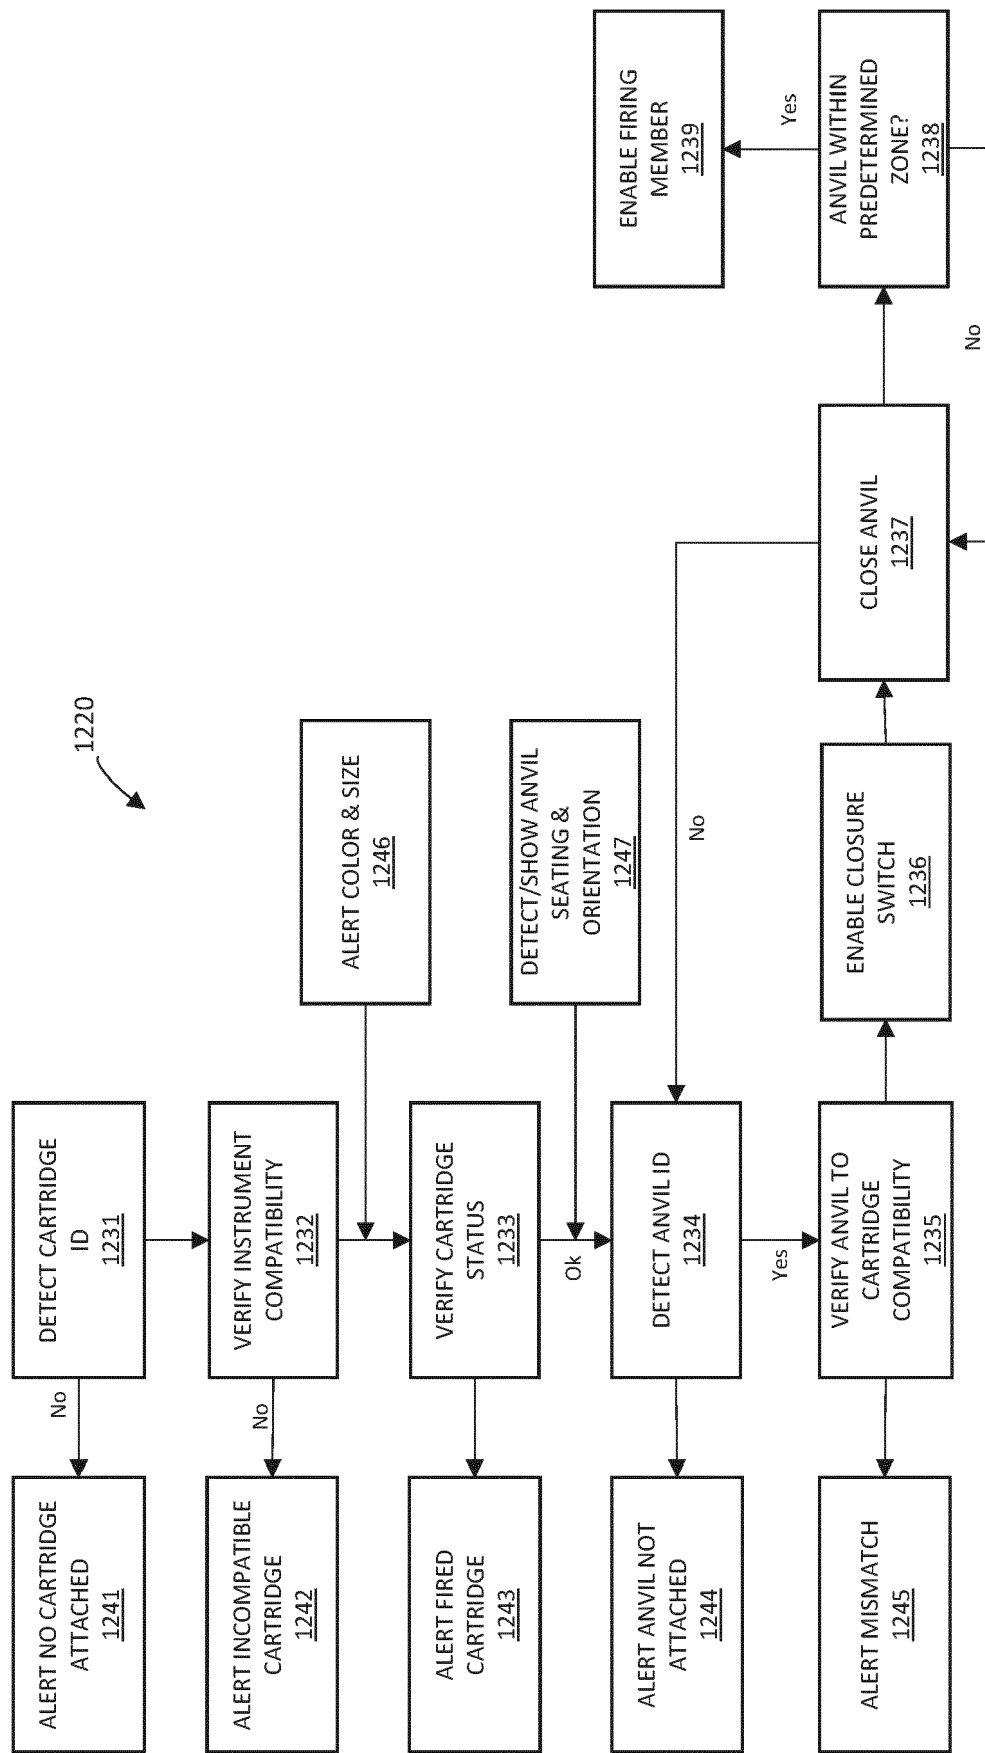 1220
DETECT CARTRIDGE
ID
1231
No
ALERT NO CARTRIDGE
ATTACHED
1241
VERIFY INSTRUMENT
COMPATIBILITY
1232
No
ALERT INCOMPATIBLE
CARTRIDGE
1242
ALERT COLOR & SIZE
1246
VERIFY CARTRIDGE
STATUS
1233
ALERT FIRED
CARTRIDGE
1243
DETECT/SHOW ANVIL
SEATING &
ORIENTATION
1247
Ok
DETECT ANVIL ID
1234
ALERT ANVIL NOT
ATTACHED
1244
No
Yes
VERIFY ANVIL TO
CARTRIDGE
COMPATIBILITY
1235
ALERT MISMATCH
1245
ENABLE CLOSURE
SWITCH
1236
CLOSE ANVIL
1237
ANVIL WITHIN
PREDETERMINED
ZONE?
1238
No
Yes
ENABLE FIRING
MEMBER
1239